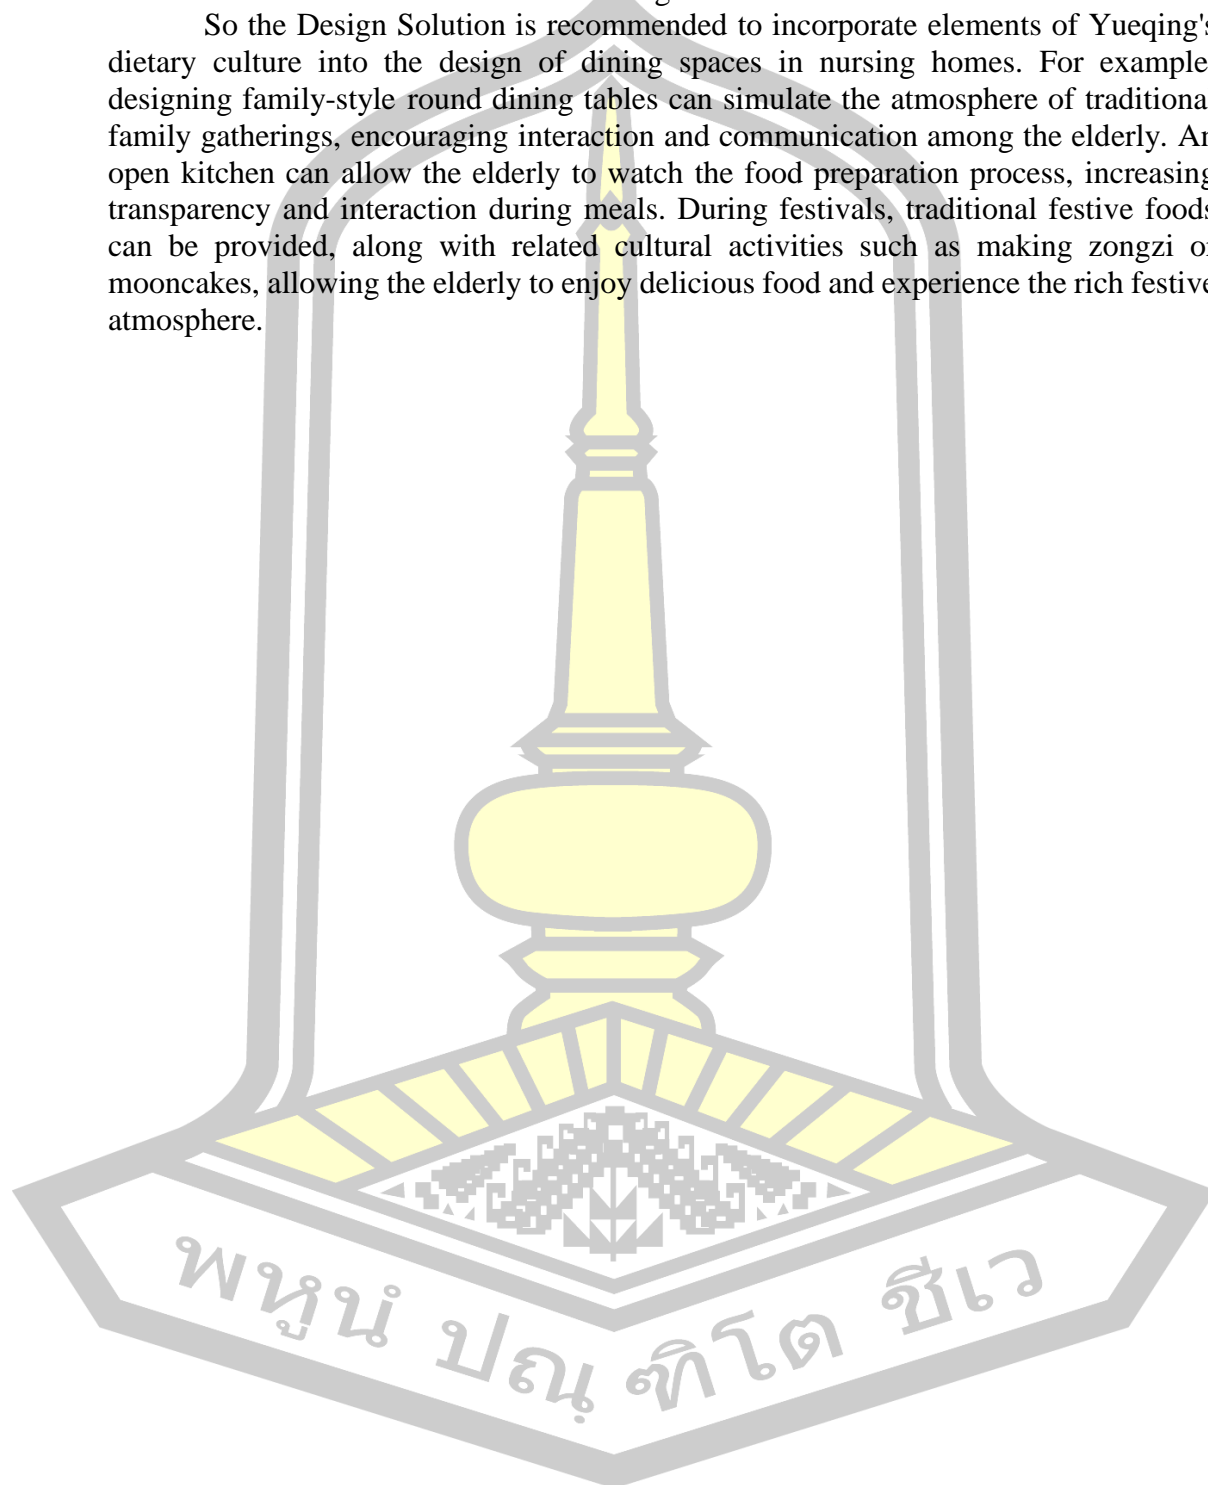 So the Design Solution is recommended to incorporate elements of Yueqing's
dietary culture into the design of dining spaces in nursing homes. For example
designing family-style round dining tables can simulate the atmosphere of traditiona
family gatherings, encouraging interaction and communication among the elderly. An
open kitchen can allow the elderly to watch the food preparation process, increasing
transparency and interaction during meals. During festivals, traditional festive foods
can be provided, along with related cultural activities such as making zongzi or
mooncakes, allowing the elderly to enjoy delicious food and experience the rich festive
atmosphere.
พหูนํ ปณฺฑิโต ชีเว